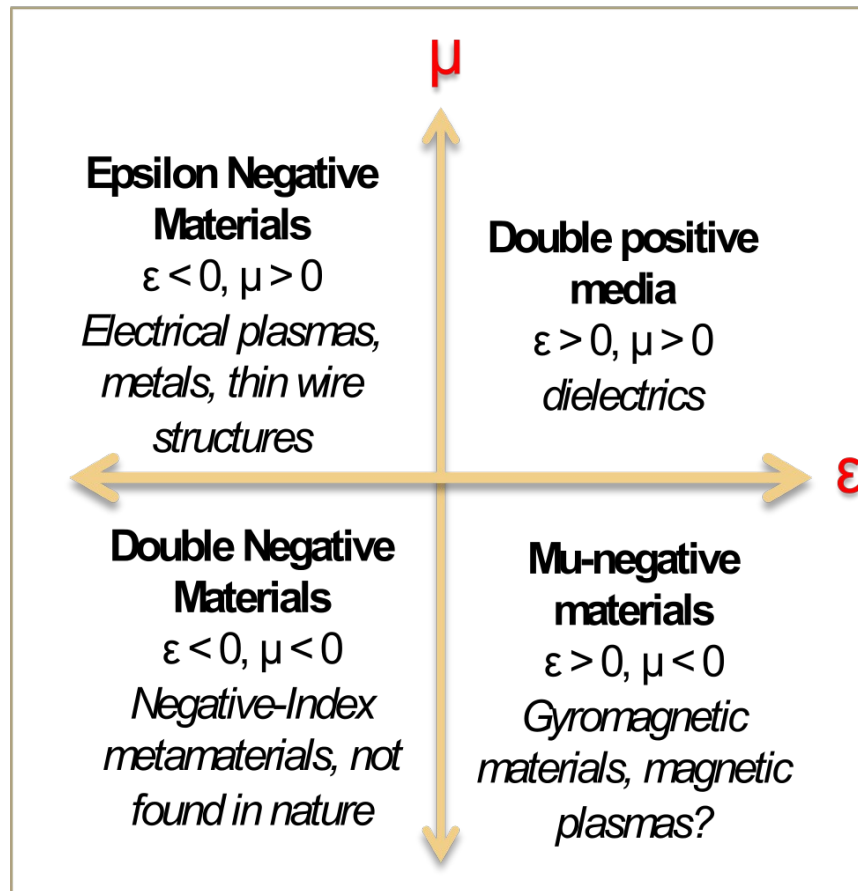 μ
Epsilon Negative
Materials
ε < 0, μ > 0
Electrical plasmas,
metals, thin wire
structures
Double positive
media
ε > 0, μ > 0
dielectrics
ε
Double Negative
Materials
ε < 0, μ < 0
Negative-Index
metamaterials, not
found in nature
Mu-negative
materials
ε > 0, μ < 0
Gyromagnetic
materials, magnetic
plasmas?